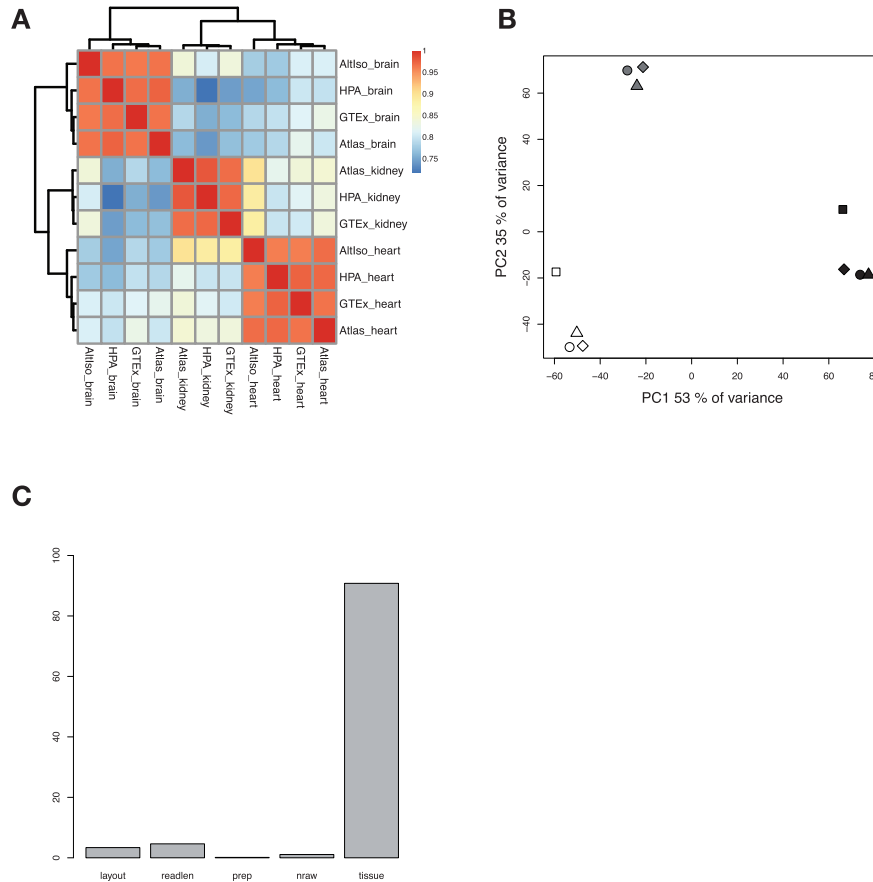 A
AltIso_brain
HPA_brain
GTEx_brain
Atlas_brain
Atlas_kidney
HPA_kidney
GTEx_kidney
AltIso_heart
HPA_heart
GTEx_heart
Atlas_heart
1
0.95
0.9
0.85
0.8
0.75
AltIso_brain
HPA_brain
GTEx_brain
Atlas_brain
Atlas_kidney
HPA_kidney
GTEx_kidney
AltIso_heart
HPA_heart
GTEx_heart
Atlas_heart
B
PC2 35 % of variance
60
40
20
0
−20
−40
−60 −40 −20 0 20 40 60 8
PC1 53 % of variance
C
100
80
60
40
20
0
layout readlen prep nraw tissue